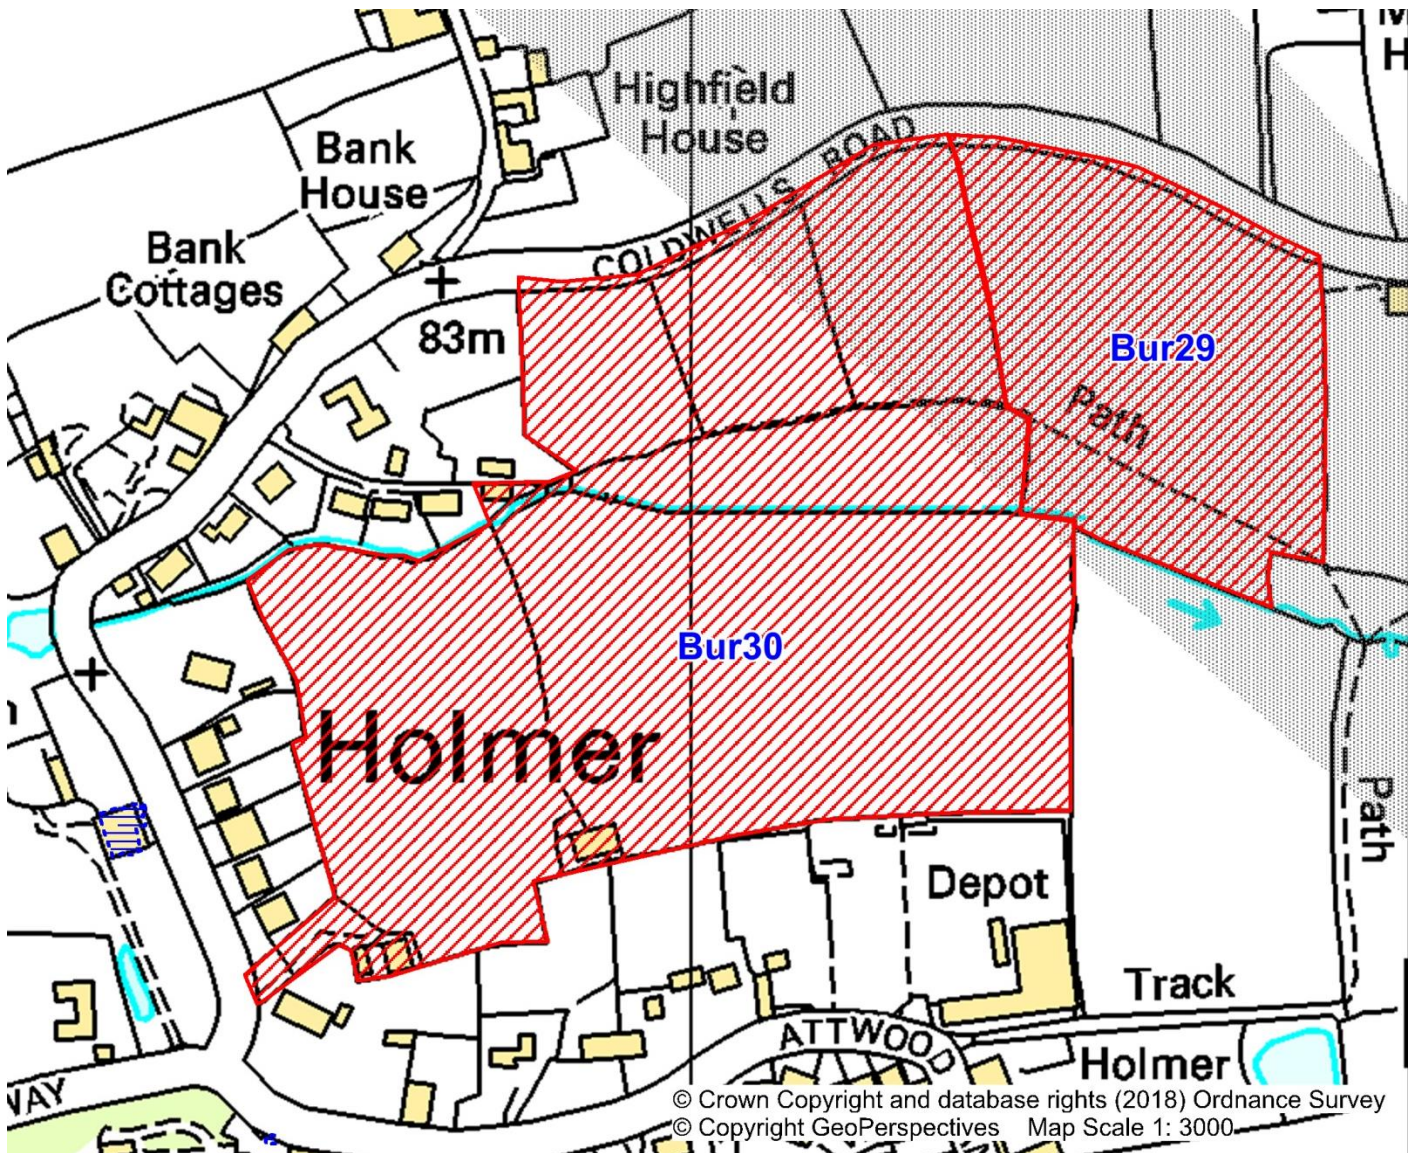 Highfield
House
COLDWELLS ROAD
Bank
House
Bank
Cottages
83m
Bur29
Path
Bur30
Holmer
Path
Depot
Track
ATTWOOD
Holmer
WAY
© Crown Copyright and database rights (2018) Ordnance Survey
© Copyright GeoPerspectives Map Scale 1: 3000